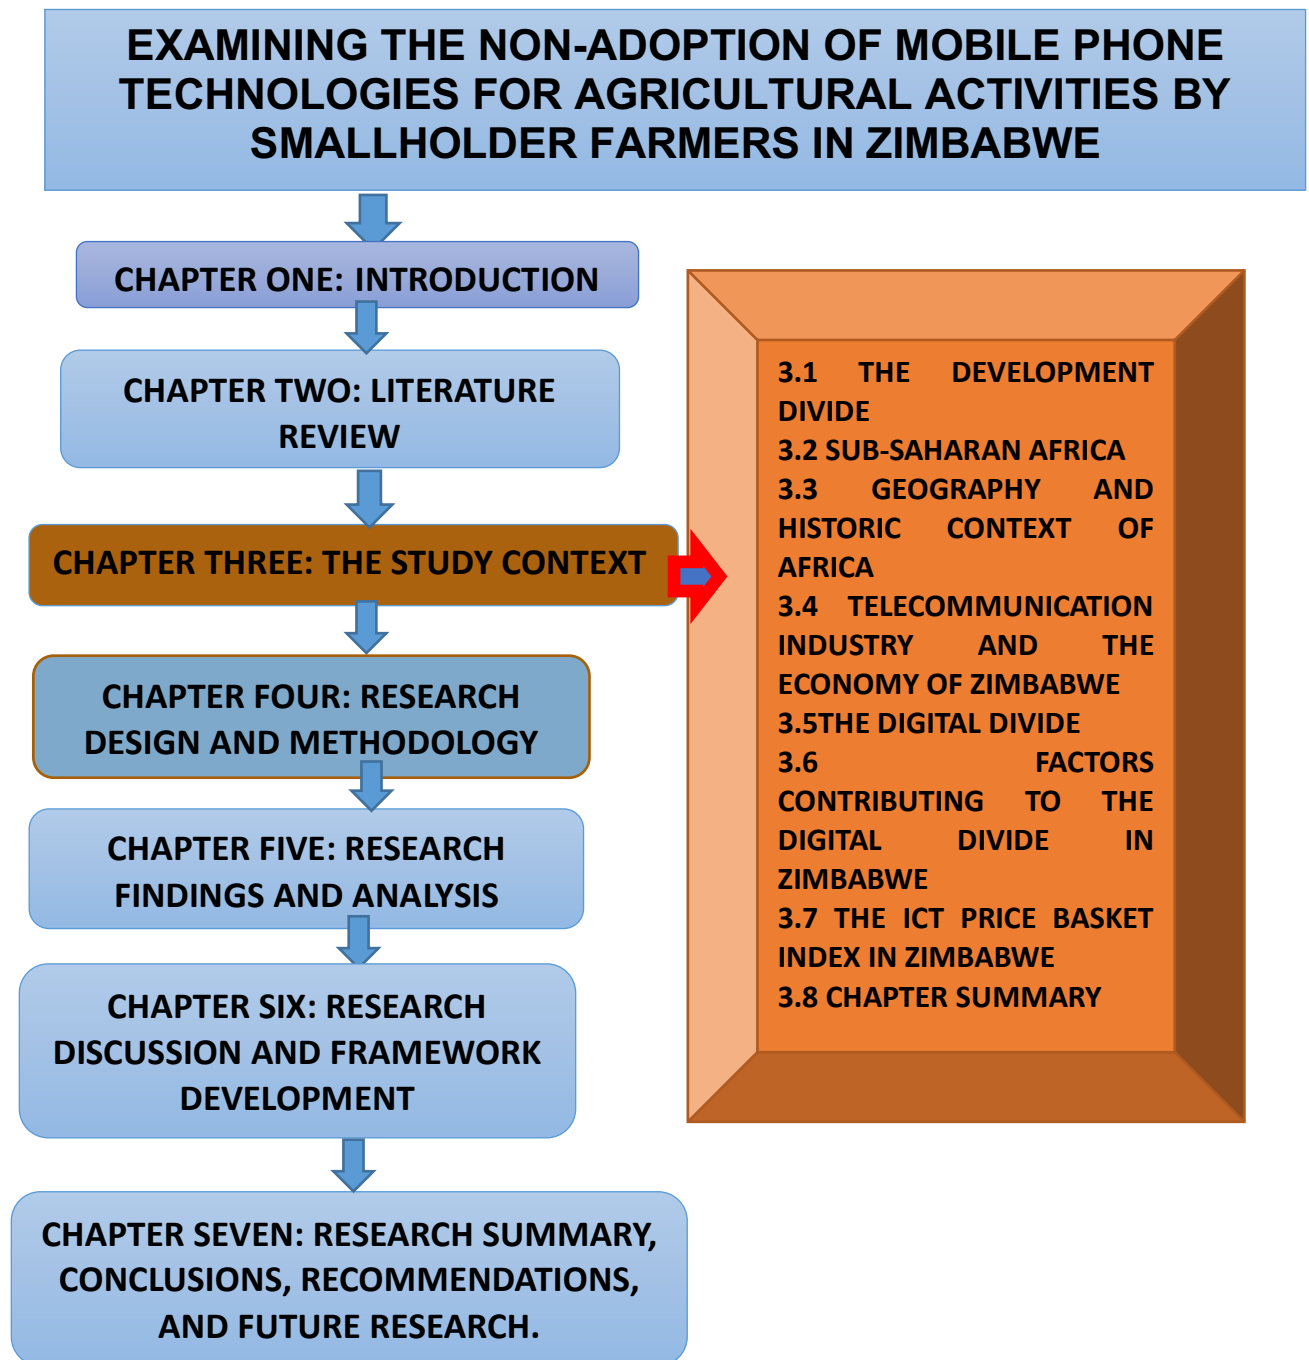 EXAMINING THE NON-ADOPTION OF MOBILE PHONE
TECHNOLOGIES FOR AGRICULTURAL ACTIVITIES BY
SMALLHOLDER FARMERS IN ZIMBABWE
CHAPTER ONE: INTRODUCTION
CHAPTER TWO: LITERATURE
REVIEW
CHAPTER THREE: THE STUDY CONTEXT
CHAPTER FOUR: RESEARCH
DESIGN AND METHODOLOGY
CHAPTER FIVE: RESEARCH
FINDINGS AND ANALYSIS
CHAPTER SIX: RESEARCH
DISCUSSION AND FRAMEWORK
DEVELOPMENT
CHAPTER SEVEN: RESEARCH SUMMARY,
CONCLUSIONS, RECOMMENDATIONS,
AND FUTURE RESEARCH.
3.1 THE DEVELOPMENT
DIVIDE
3.2 SUB-SAHARAN AFRICA
3.3 GEOGRAPHY AND
HISTORIC CONTEXT OF
AFRICA
3.4 TELECOMMUNICATION
INDUSTRY AND THE
ECONOMY OF ZIMBABWE
3.5THE DIGITAL DIVIDE
3.6 FACTORS
CONTRIBUTING TO THE
DIGITAL DIVIDE IN
ZIMBABWE
3.7 THE ICT PRICE BASKET
INDEX IN ZIMBABWE
3.8 CHAPTER SUMMARY